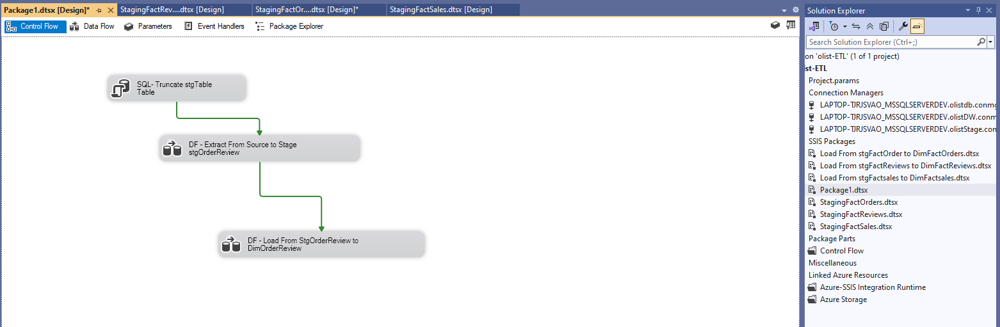 Package1.dtsx [Design]*
StagingFactRev....dtsx [Design]
StagingFactOr....dtsx [Design]*
StagingFactSales.dtsx [Design]
Control Flow
Data Flow
Parameters
Event Handlers
Package Explorer
SQL- Truncate stgTable
Table
DF - Extract From Source to Stage
stgOrderReview
DF - Load From StgOrderReview to
DimOrderReview
Solution Explorer
Search Solution Explorer (Ctrl+;)
on 'olist-ETL' (1 of 1 project)
ist-ETL
Project.params
Connection Managers
LAPTOP-TJRJSVAO_MSSQLSERVERDEV.olistdb.conmg
LAPTOP-TJRJSVAO_MSSQLSERVERDEV.olistDW.conm
LAPTOP-TJRJSVAO_MSSQLSERVERDEV.olistStage.con
SSIS Packages
Load From stgFactOrder to DimFactOrders.dtsx
Load From stgFactReviews to DimFactReviews.dtsx
Load From stgFactsales to DimFactsales.dtsx
Package1.dtsx
StagingFactOrders.dtsx
StagingFactReviews.dtsx
StagingFactSales.dtsx
Package Parts
Control Flow
Miscellaneous
Linked Azure Resources
Azure-SSIS Integration Runtime
Azure Storage